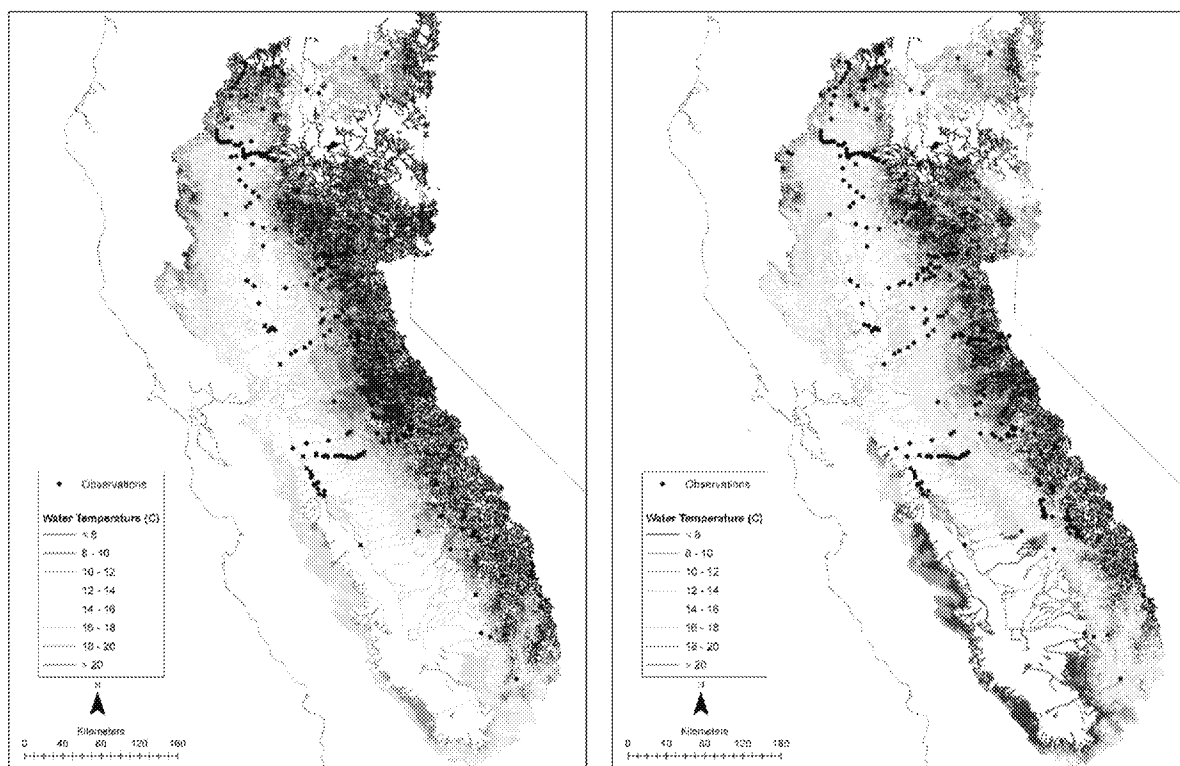 Observations
Water Temperature (C)
< 8
8 - 10
10 - 12
12 - 14
14 - 16
16 - 18
18 - 20
> 20
N
Kilometers
0 40 80 120 160
Observations
Water Temperature (C)
< 8
8 - 10
10 - 12
12 - 14
14 - 16
16 - 18
18 - 20
> 20
Kilometers
0 40 80 120 180